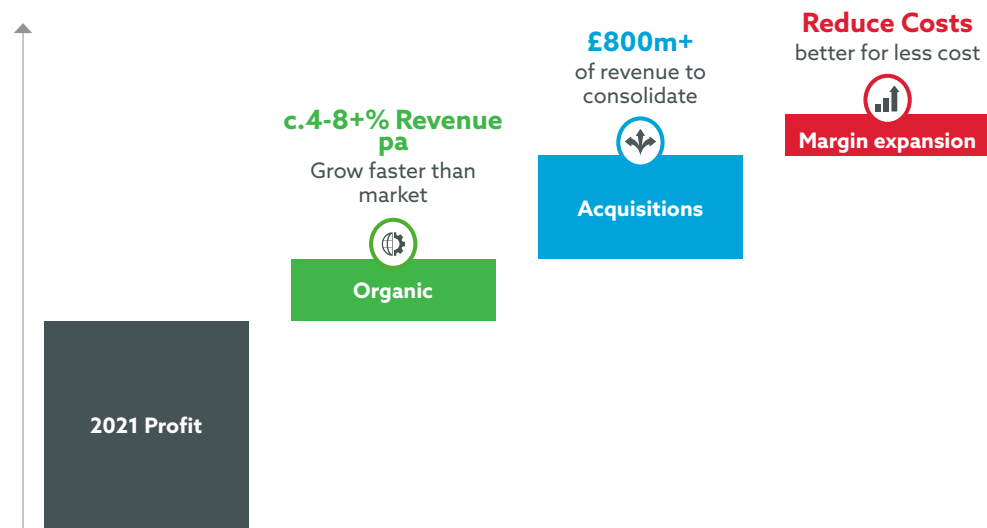 Reduce Costs
better for less cost
Margin expansion
£800m+
of revenue to
consolidate
Acquisitions
c.4-8+% Revenue
pa
Grow faster than
market
Organic
2021 Profit